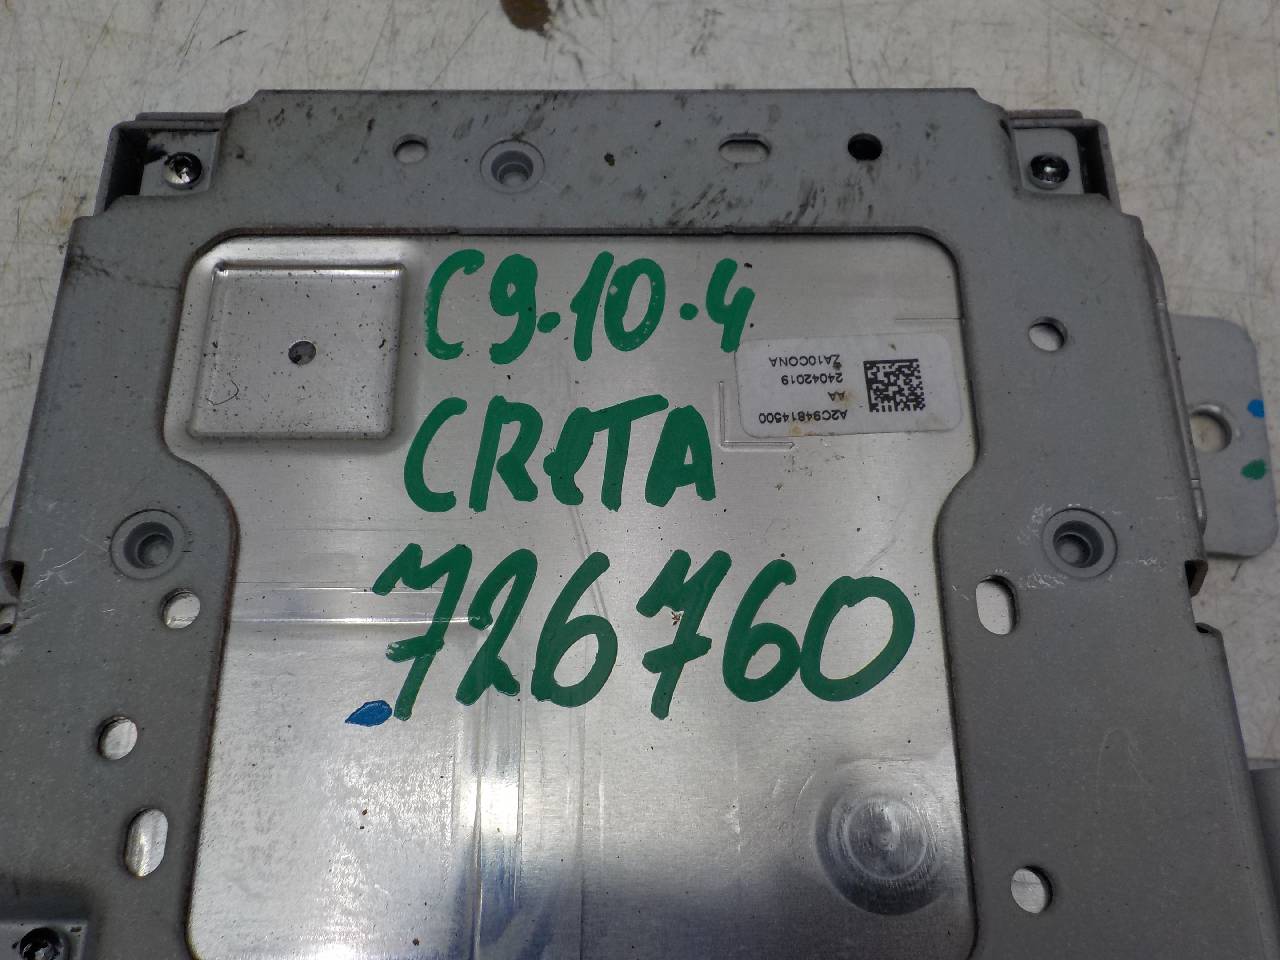 C9.10.4
CRETA
726760
A2C94814500
AA
24042019
ZA10CONA